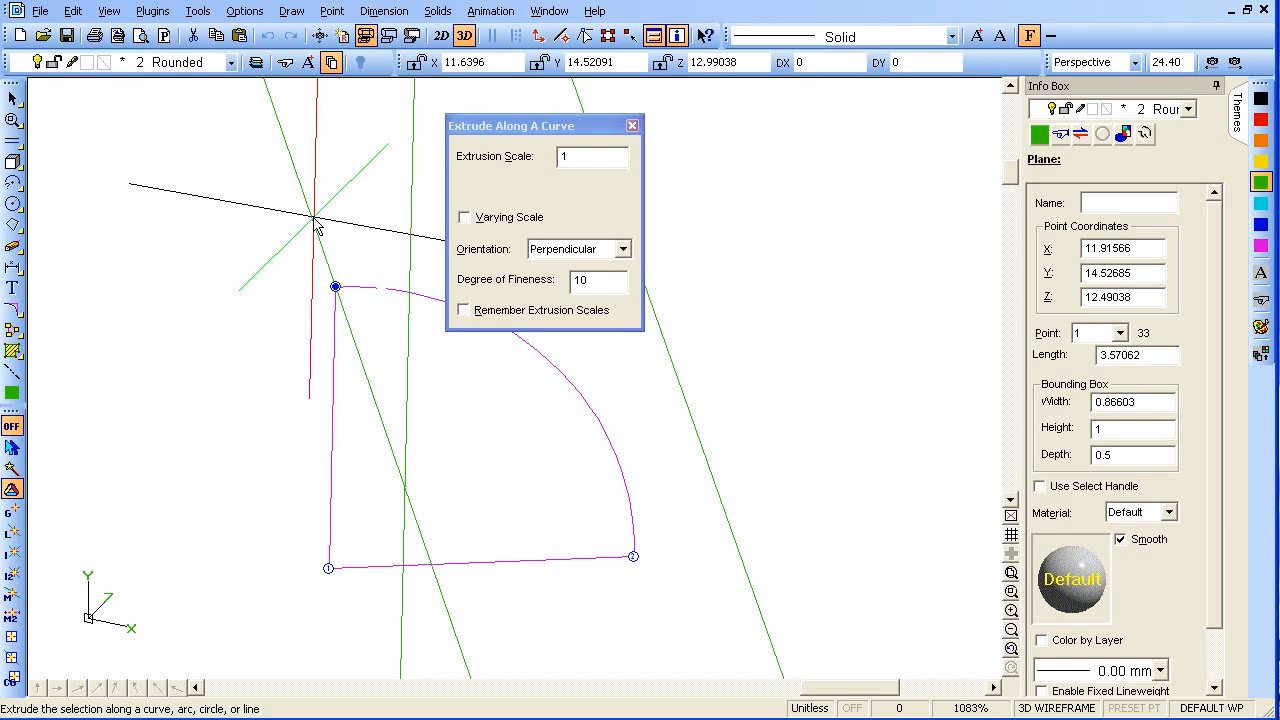 File Edit View Plugins Tools Options Draw Point Dimension Solids Animation Window Help
2D 3D Solid A A F
* 2 Rounded A X 11.6396 Y 14.52091 Z 12.99038 DX 0 DY 0 Perspective 24.40
Extrude Along A Curve
Extrusion Scale: 1
Varying Scale
Orientation: Perpendicular
Degree of Fineness: 10
Remember Extrusion Scales
1
2
Y
Z
X
T
OFF
G
L
I
I2
M
M2
CG
Info Box
* 2 Rour
Themes
Plane:
Name:
Point Coordinates
X: 11.91566
Y: 14.52685
Z: 12.49038
Point: 1 33
Length: 3.57062
Bounding Box
Width: 0.86603
Height: 1
Depth: 0.5
Use Select Handle
Material: Default
Smooth
Default
Color by Layer
0.00 mm
Enable Fixed Lineweight
A
Extrude the selection along a curve, arc, circle, or line Unitless OFF 0 1083% 3D WIREFRAME PRESET PT DEFAULT WP